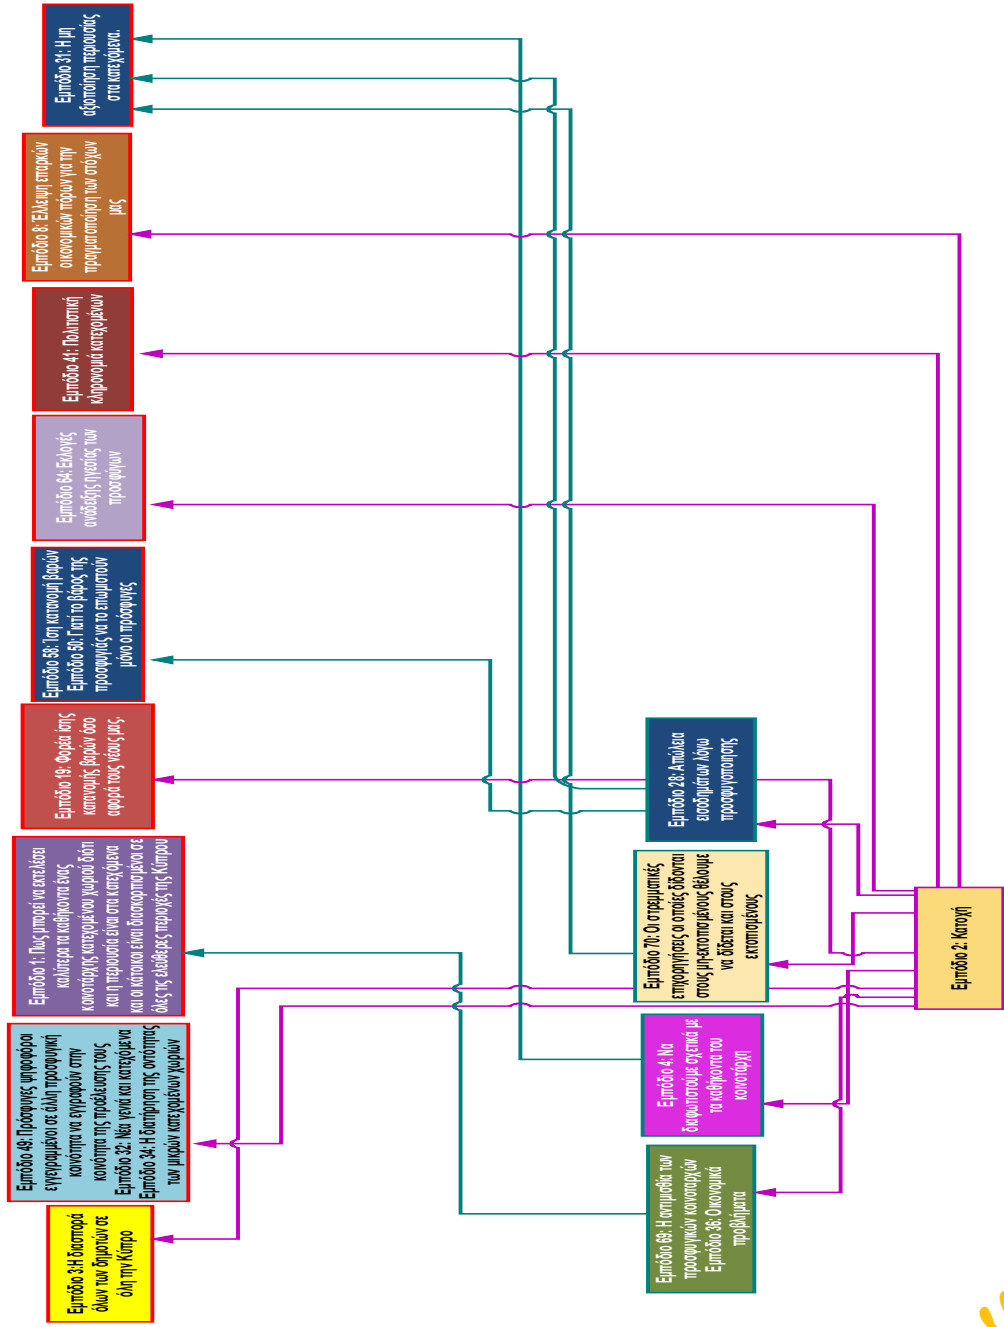 Εμπόδιο 3:Η διασπορά
όλων των δημοτών σε
όλη την Κύπρο
Εμπόδιο 49: Πρόσφυγες ψηφοφόροι
εγγεγραμμένοι σε άλλη προσφυγική
κοινότητα να εγγραφούν στην
κοινότητα της προέλευσης τους
Εμπόδιο 32: Νέα γενιά και κατεχόμενα
Εμπόδιο 34: Η διατήρηση της οντότητας
των μικρών κατεχομένων χωριών
Εμπόδιο 1: Πως μπορεί να εκτελέσει
καλύτερα τα καθήκοντα ένας
κοινοτάρχης κατεχόμενου χωριού διότι
και η περιουσία είναι στα κατεχόμενα
και οι κάτοικοι είναι διασκορπισμένοι σε
όλες τις ελεύθερες περιοχές της Κύπρου
Εμπόδιο 19: Φορέα ίσης
κατανομής βαρών όσο
αφορά τους νέους μας.
Εμπόδιο 58: Ίση κατανομή βαρών
Εμπόδιο 50: Γιατί το βάρος της
προσφυγιάς να το επωμιστούν
μόνο οι πρόσφυγες
Εμπόδιο 64: Εκλογές
ανάδειξης ηγεσίας των
προσφύγων
Εμπόδιο 41: Πολιτιστική
κληρονομιά κατεχομένων
Εμπόδιο 8: Έλλειψη επαρκών
οικονομικών πόρων για την
πραγματοποίηση των στόχων
μας
Εμπόδιο 31: Η μη
αξιοποίηση περιουσίας
στα κατεχόμενα.
Εμπόδιο 69: Η αντιμισθία των
προσφυγικών κοινοταρχών
Εμπόδιο 36: Οικονομικά
προβλήματα
Εμπόδιο 4: Να
διαφωτιστούμε σχετικά με
τα καθήκοντα του
κοινοτάρχη
Εμπόδιο 70: Οι στρεμματικές
επιχορηγήσεις οι οποίες δίδονται
στους μη-εκτοπισμένους θέλουμε
να δίδεται και στους
εκτοπισμένους
Εμπόδιο 28: Απώλεια
εισοδημάτων λόγω
προσφυγοποίησης
Εμπόδιο 2: Κατοχή